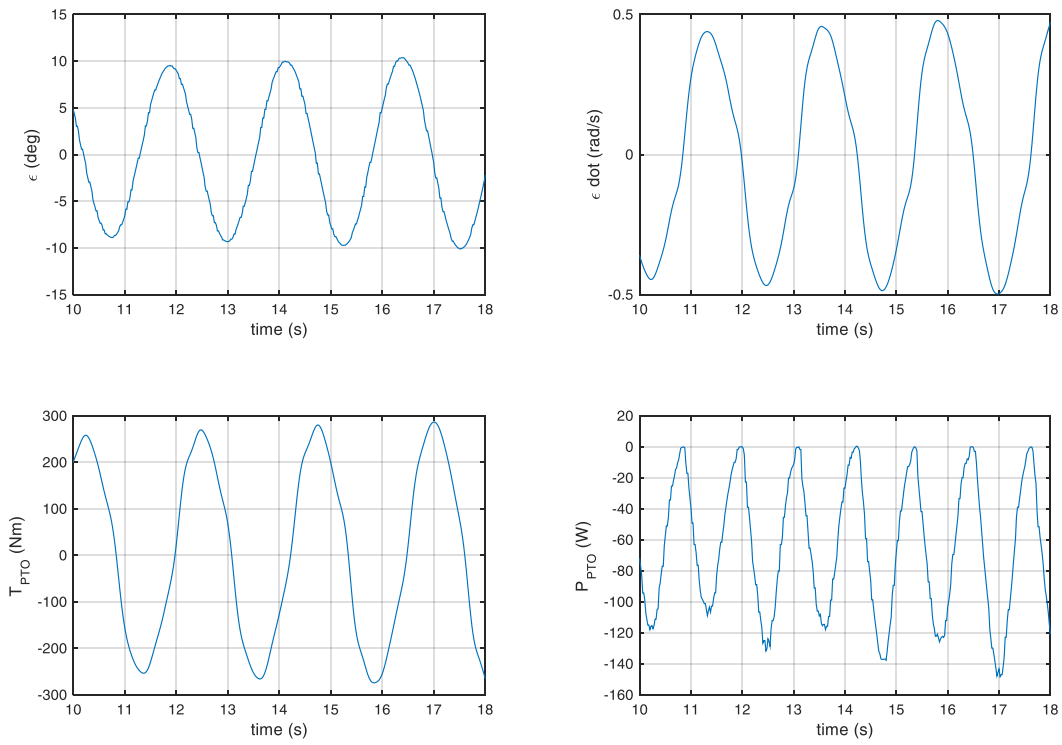 15
10
5
0
-5
-10
-15
ϵ (deg)
10 11 12 13 14 15 16 17 18
time (s)
0.5
0
-0.5
ϵ dot (rad/s)
10 11 12 13 14 15 16 17 18
time (s)
300
200
100
0
-100
-200
-300
T_PTO (Nm)
10 11 12 13 14 15 16 17 18
time (s)
20
0
-20
-40
-60
-80
-100
-120
-140
-160
P_PTO (W)
10 11 12 13 14 15 16 17 18
time (s)